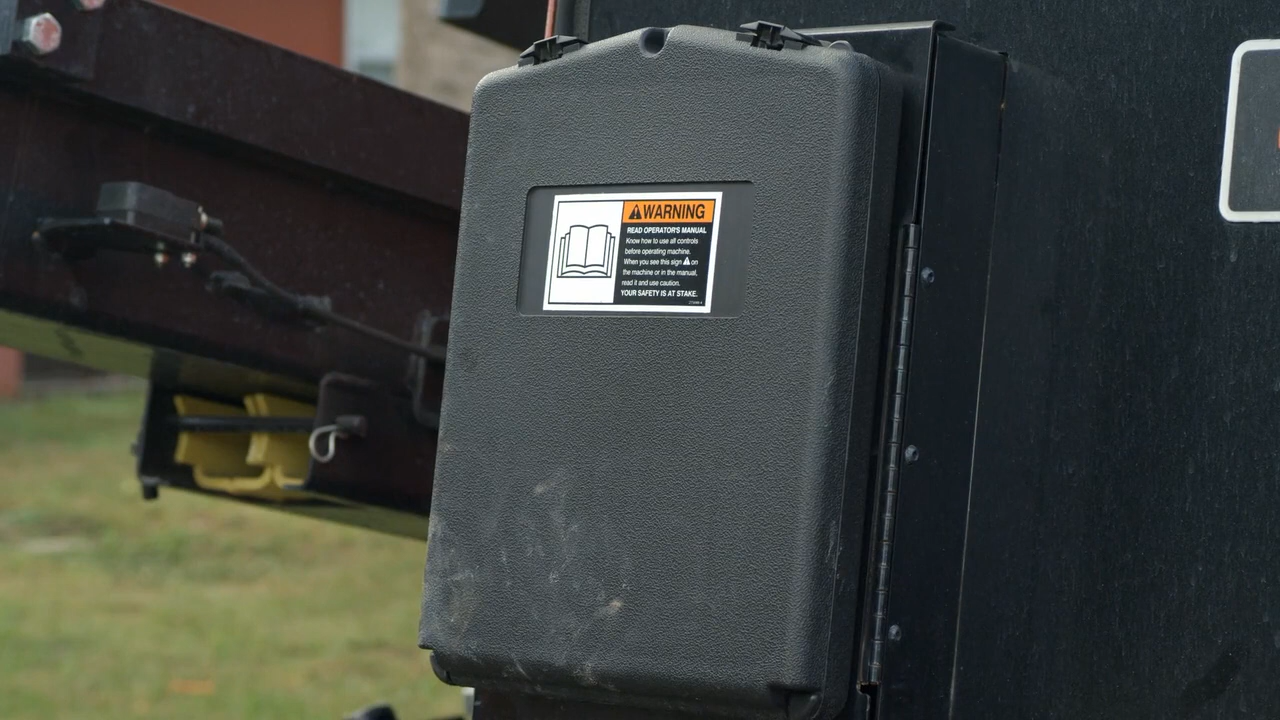 WARNING
READ OPERATOR'S MANUAL
Know how to use all controls
before operating machine.
When you see this sign on
the machine or in the manual,
read it and use caution.
YOUR SAFETY IS AT STAKE.